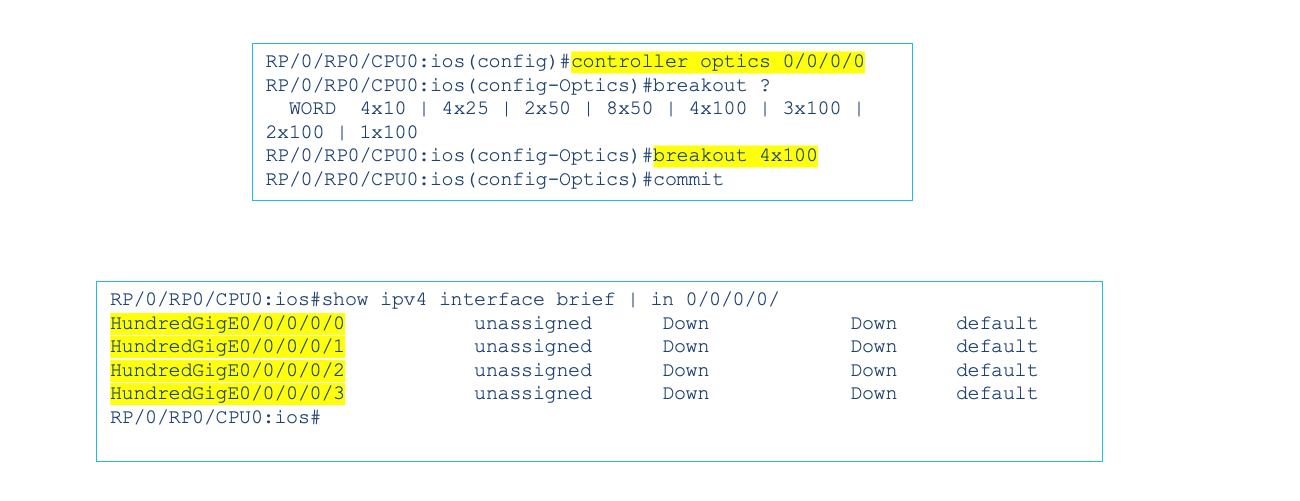 RP/0/RP0/CPU0:ios(config)#controller optics 0/0/0/0
RP/0/RP0/CPU0:ios(config-Optics)#breakout ?
  WORD  4x10 | 4x25 | 2x50 | 8x50 | 4x100 | 3x100 |
2x100 | 1x100
RP/0/RP0/CPU0:ios(config-Optics)#breakout 4x100
RP/0/RP0/CPU0:ios(config-Optics)#commit
RP/0/RP0/CPU0:ios#show ipv4 interface brief | in 0/0/0/0/
HundredGigE0/0/0/0/0           unassigned      Down            Down     default
HundredGigE0/0/0/0/1           unassigned      Down            Down     default
HundredGigE0/0/0/0/2           unassigned      Down            Down     default
HundredGigE0/0/0/0/3           unassigned      Down            Down     default
RP/0/RP0/CPU0:ios#